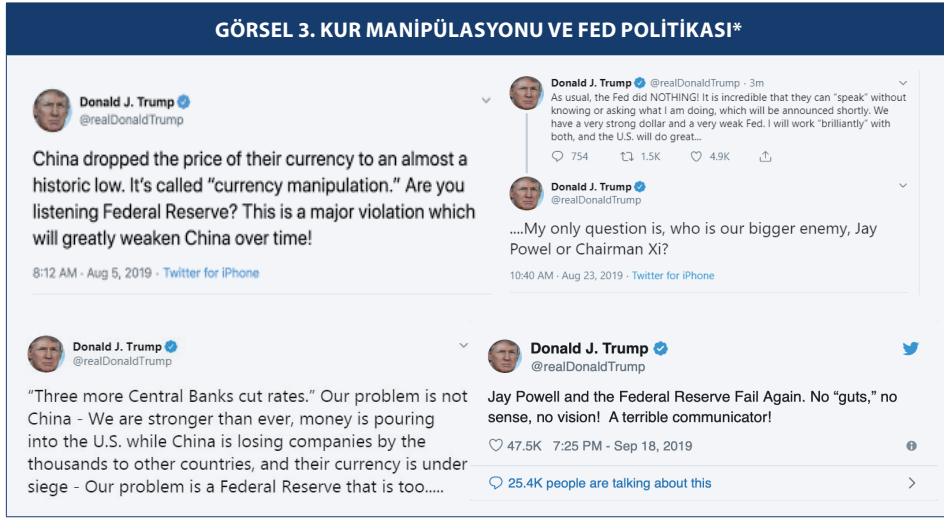 GÖRSEL 3. KUR MANİPÜLASYONU VE FED POLİTİKASI*
Donald J. Trump
@realDonaldTrump
China dropped the price of their currency to an almost a
historic low. It's called “currency manipulation.” Are you
listening Federal Reserve? This is a major violation which
will greatly weaken China over time!
8:12 AM · Aug 5, 2019 · Twitter for iPhone
Donald J. Trump @realDonaldTrump · 3m
As usual, the Fed did NOTHING! It is incredible that they can “speak” without
knowing or asking what I am doing, which will be announced shortly. We
have a very strong dollar and a very weak Fed. I will work “brilliantly” with
both, and the U.S. will do great...
754 1.5K 4.9K
Donald J. Trump
@realDonaldTrump
....My only question is, who is our bigger enemy, Jay
Powel or Chairman Xi?
10:40 AM · Aug 23, 2019 · Twitter for iPhone
Donald J. Trump
@realDonaldTrump
“Three more Central Banks cut rates.” Our problem is not
China - We are stronger than ever, money is pouring
into the U.S. while China is losing companies by the
thousands to other countries, and their currency is under
siege - Our problem is a Federal Reserve that is too.....
Donald J. Trump
@realDonaldTrump
Jay Powell and the Federal Reserve Fail Again. No “guts,” no
sense, no vision! A terrible communicator!
47.5K 7:25 PM - Sep 18, 2019
25.4K people are talking about this